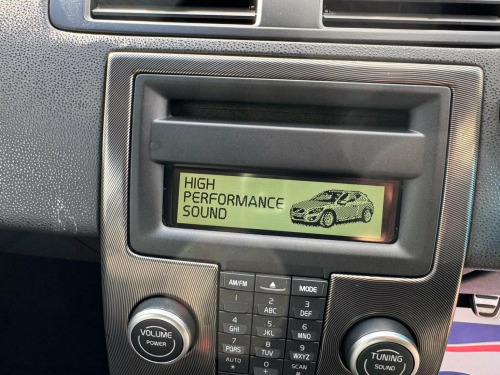 HIGH
PERFORMANCE
SOUND
AM/FM MODE
1 2 ABC 3 DEF
4 GHI 5 JKL 6 MNO
7 PQRS 8 TUV 9 WXYZ
AUTO * 0 SCAN #
VOLUME
POWER
TUNING
SOUND